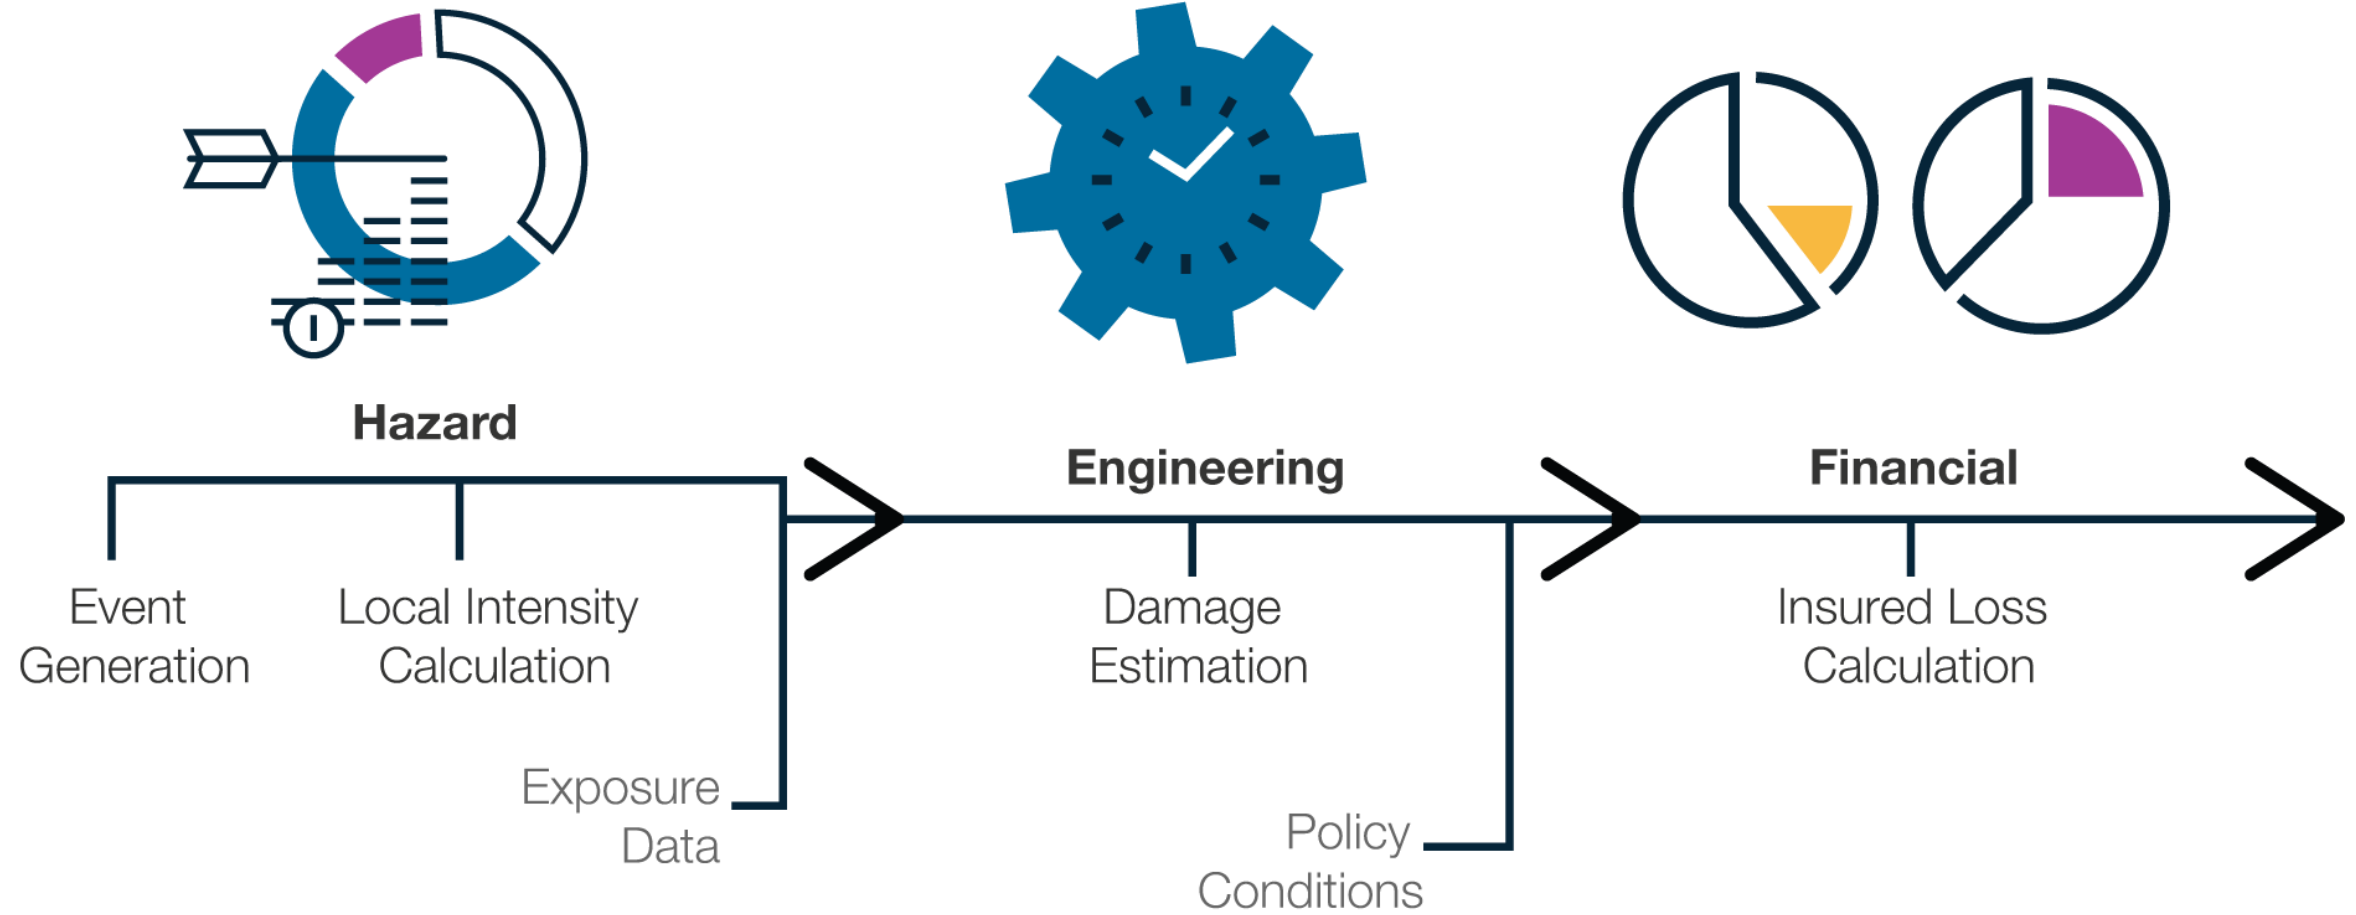 Hazard
Engineering
Financial
Event
Generation
Local Intensity
Calculation
Damage
Estimation
Insured Loss
Calculation
Exposure
Data
Policy
Conditions